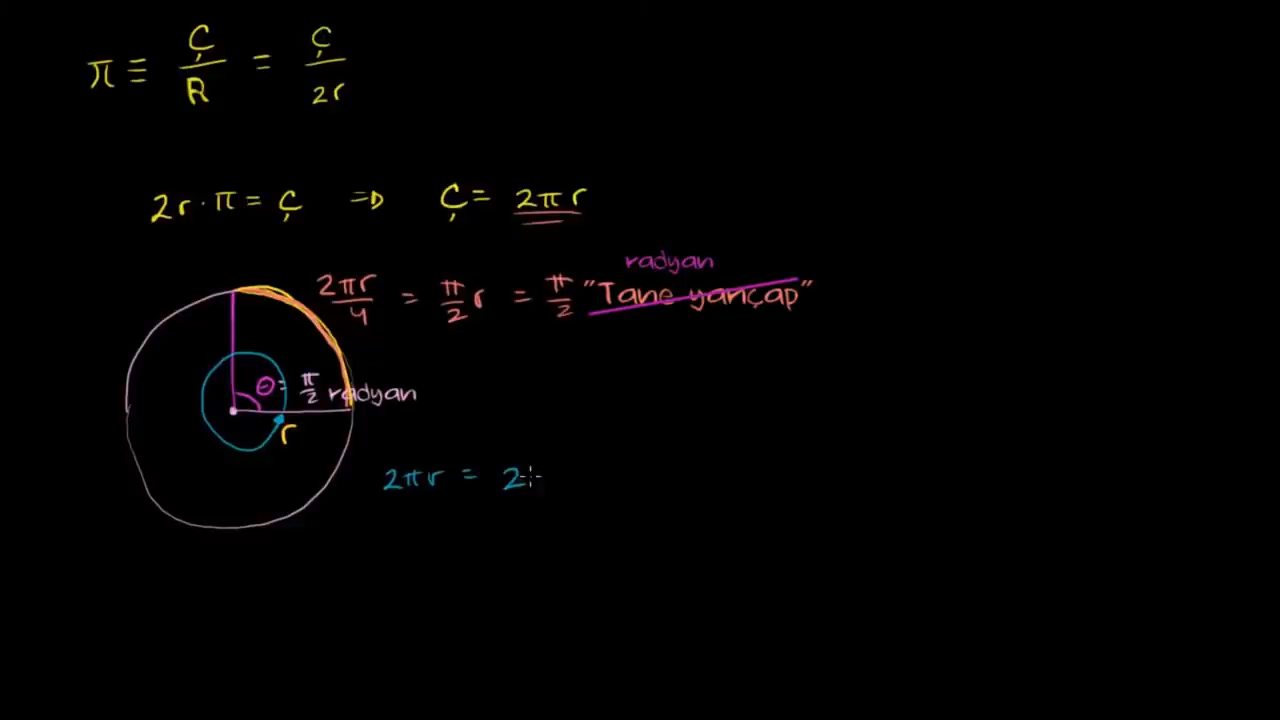 π ≡ Ç/R = Ç/2r
2r·π = Ç ⇒ Ç = 2πr
radyan
2πr/4 = π/2 r = π/2 "Tane yarıçap"
θ = π/2 radyan
r
2πr = 2